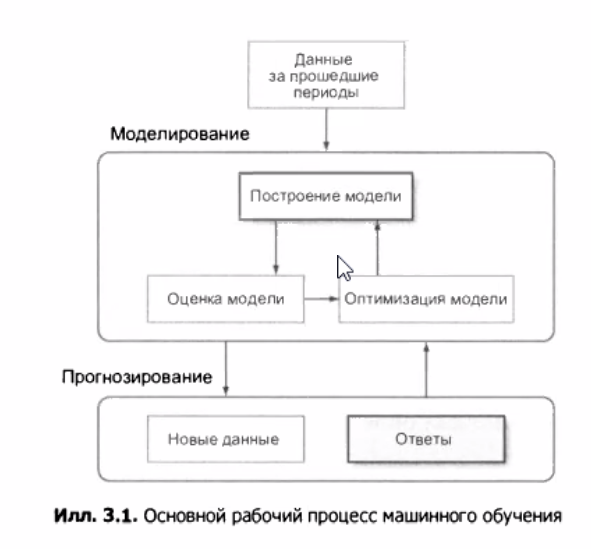 Данные
за прошедшие
периоды
Моделирование
Построение модели
Оценка модели
Оптимизация модели
Прогнозирование
Новые данные
Ответы
Илл. 3.1. Основной рабочий процесс машинного обучения